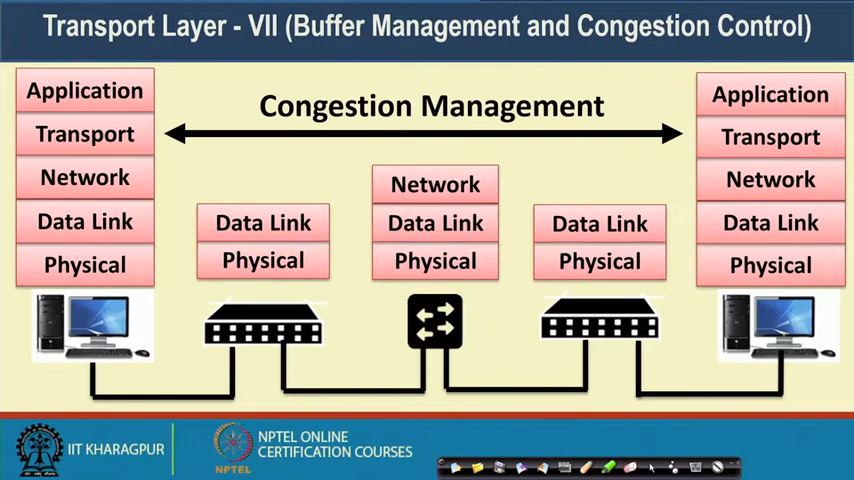 Transport Layer - VII (Buffer Management and Congestion Control)
Application
Transport
Network
Data Link
Physical
Congestion Management
Data Link
Physical
Network
Data Link
Physical
Data Link
Physical
Application
Transport
Network
Data Link
Physical
IIT KHARAGPUR
NPTEL
NPTEL ONLINE
CERTIFICATION COURSES